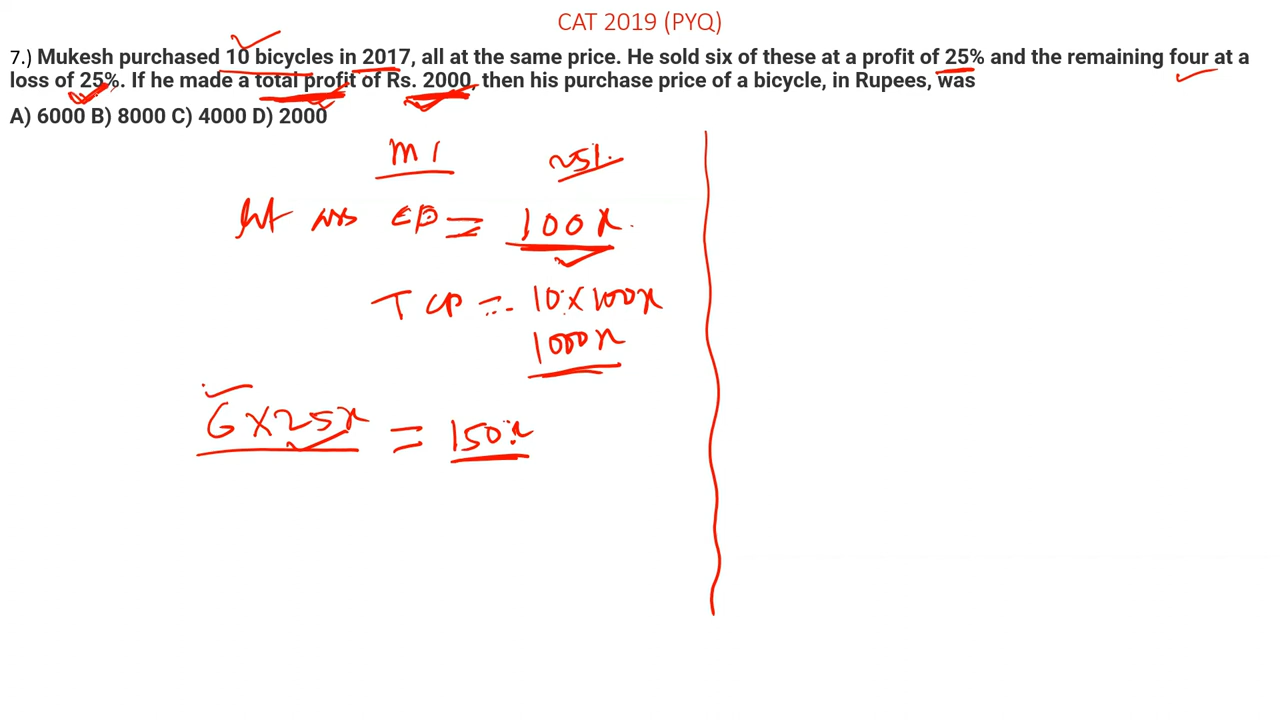 CAT 2019 (PYQ)
7.) Mukesh purchased 10 bicycles in 2017, all at the same price. He sold six of these at a profit of 25% and the remaining four at a
loss of 25%. If he made a total profit of Rs. 2000, then his purchase price of a bicycle, in Rupees, was
A) 6000 B) 8000 C) 4000 D) 2000
M 1 25%
CP = 100x
T CP = 10 x 100x
1000x
6 x 25x = 150x